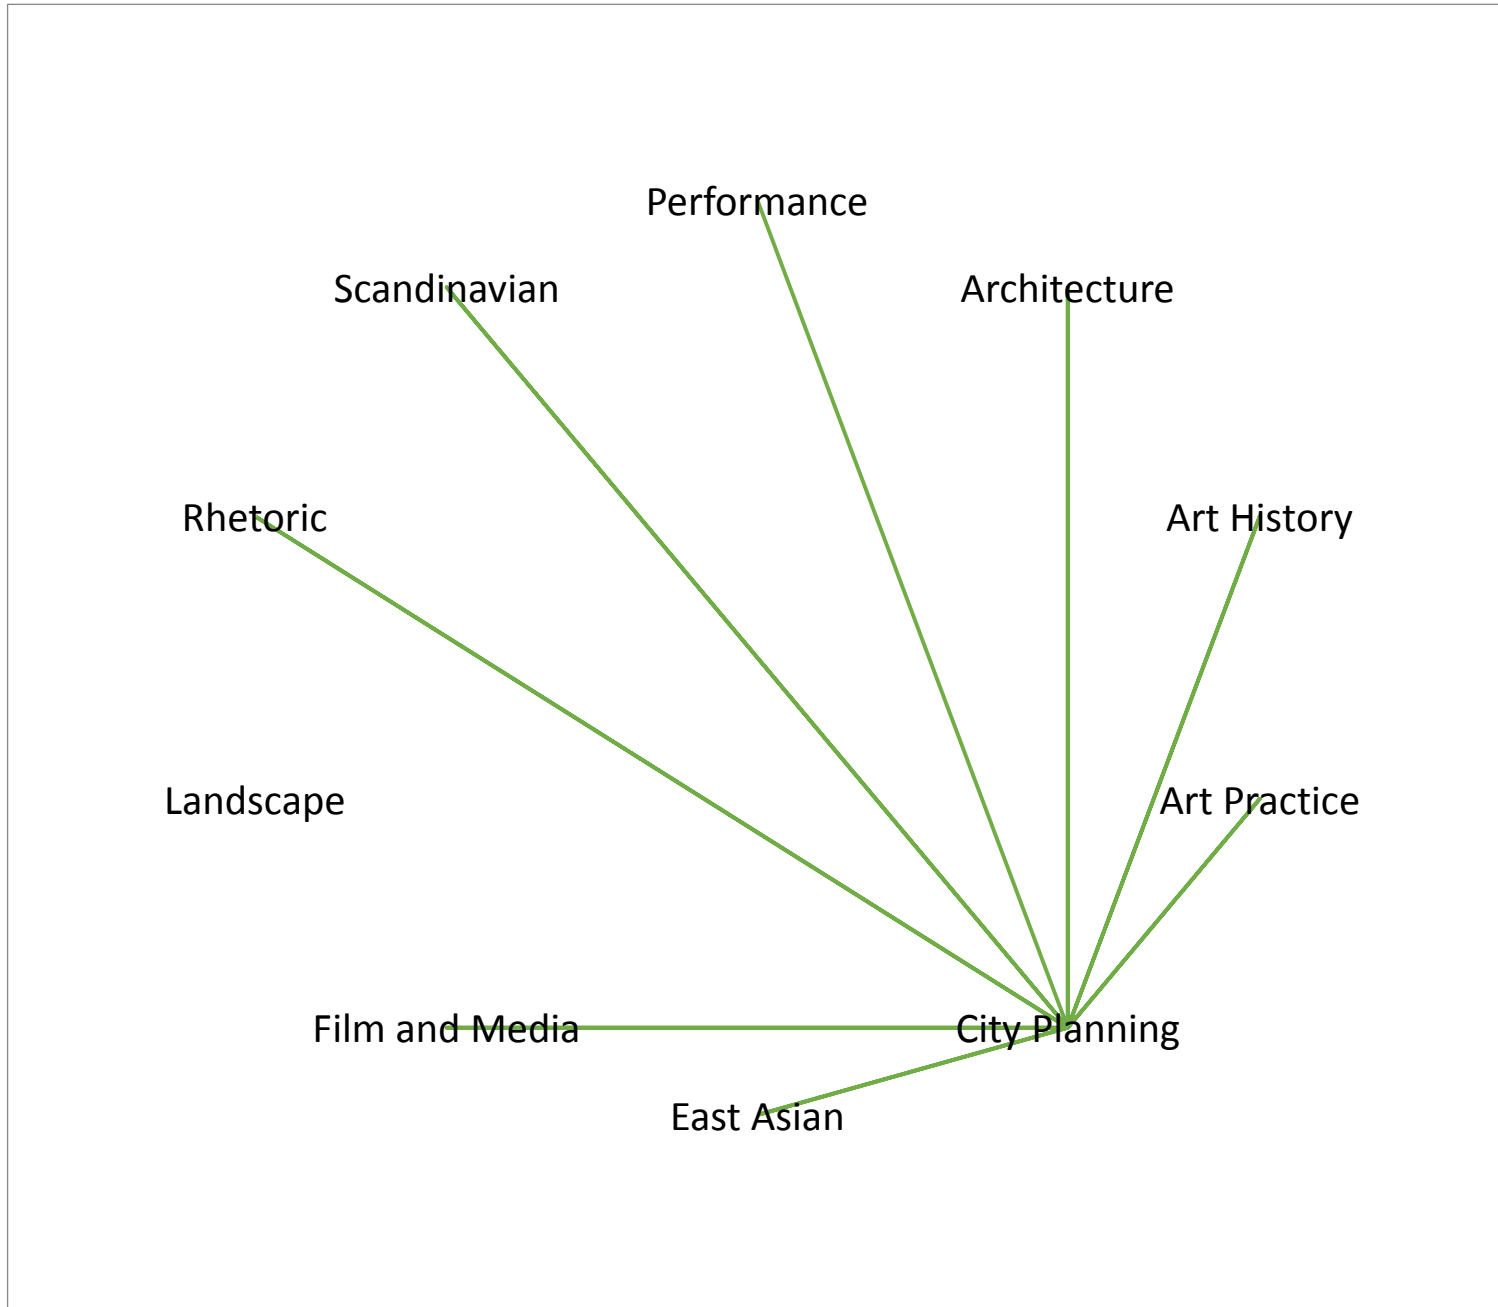 Performance
Scandinavian
Architecture
Rhetoric
Art History
Landscape
Art Practice
Film and Media
City Planning
East Asian